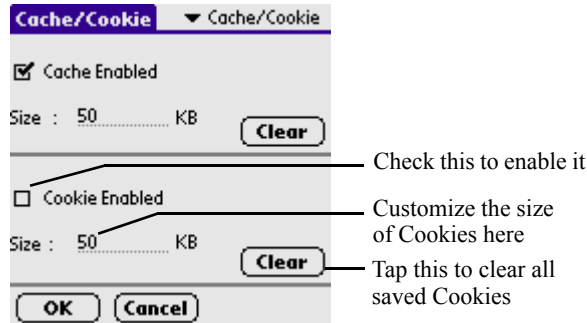 Cache/Cookie ▼ Cache/Cookie
Cache Enabled
Size : 50 KB
Clear
Check this to enable it
Cookie Enabled
Customize the size
of Cookies here
Size : 50 KB
Clear
Tap this to clear all
saved Cookies
OK Cancel